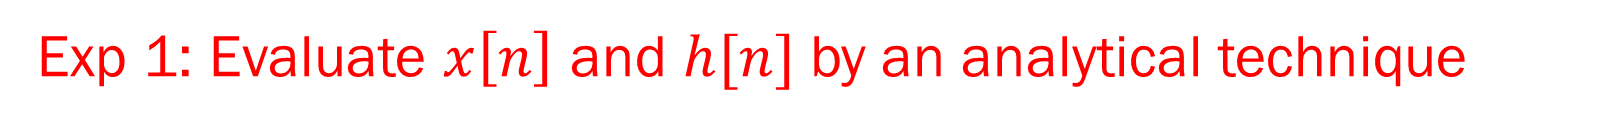 Exp 1: Evaluate x[n] and h[n] by an analytical technique